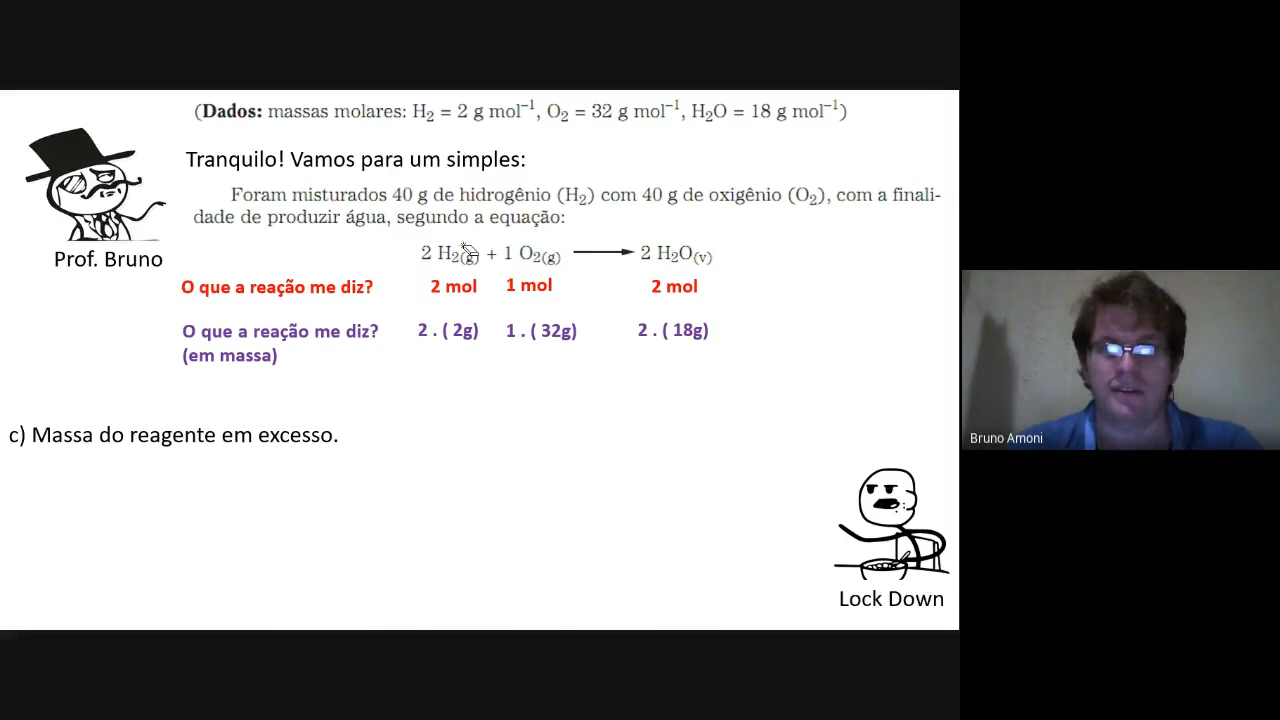 (Dados: massas molares: H₂ = 2 g mol⁻¹, O₂ = 32 g mol⁻¹, H₂O = 18 g mol⁻¹)
Tranquilo! Vamos para um simples:
Foram misturados 40 g de hidrogênio (H₂) com 40 g de oxigênio (O₂), com a finali-
dade de produzir água, segundo a equação:
Prof. Bruno
2 H₂(g) + 1 O₂(g) ⟶ 2 H₂O(v)
O que a reação me diz? 2 mol 1 mol 2 mol
O que a reação me diz? 2 . ( 2g) 1 . ( 32g) 2 . ( 18g)
(em massa)
c) Massa do reagente em excesso.
Lock Down
Bruno Amoni